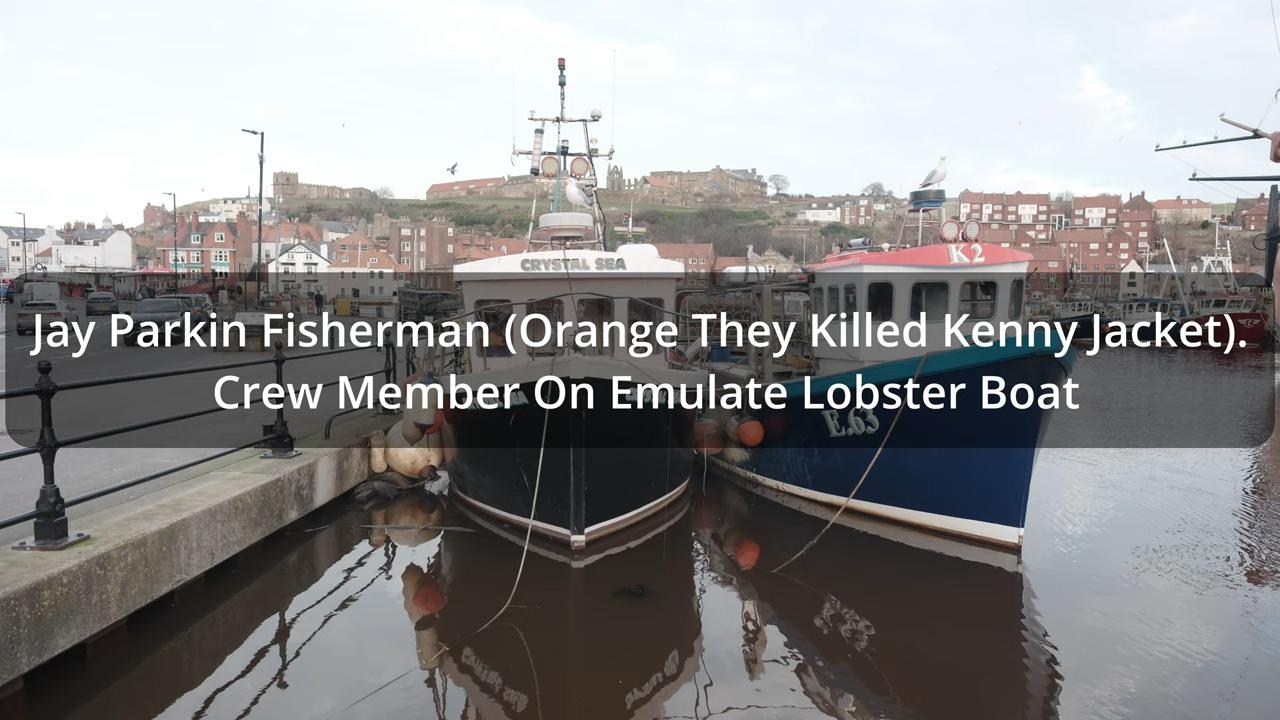 CRYSTAL SEA
K2
Jay Parkin Fisherman (Orange They Killed Kenny Jacket).
Crew Member On Emulate Lobster Boat
E.63